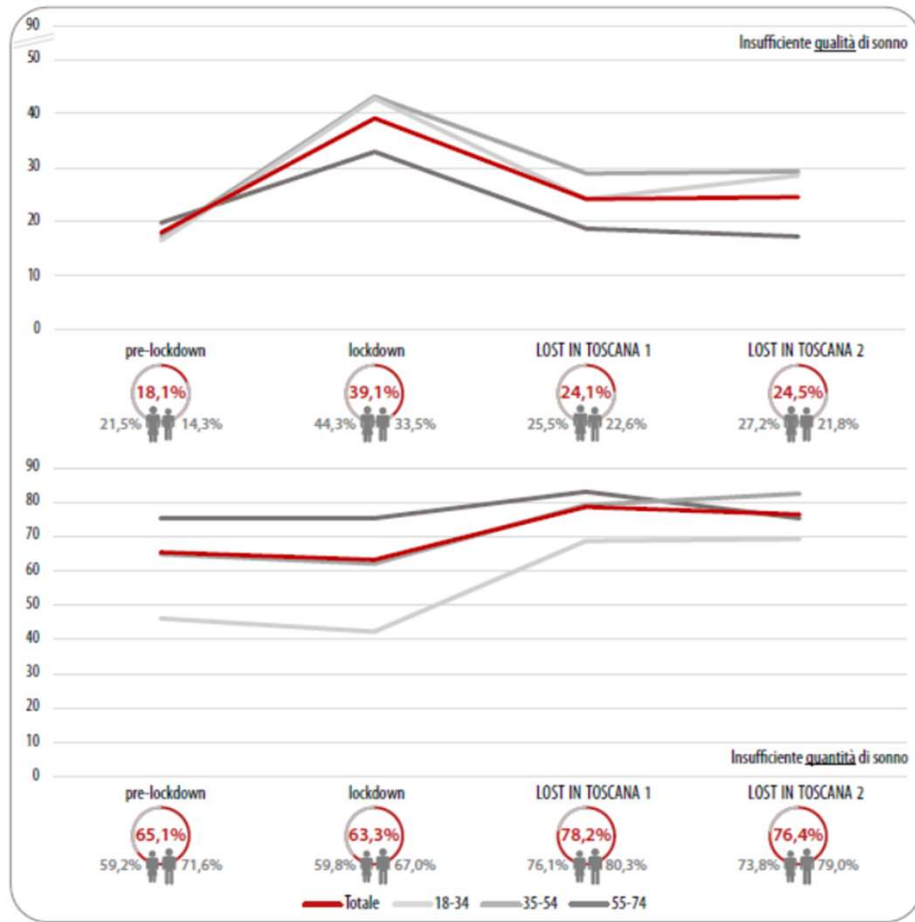 90
Insufficiente qualità di sonno
50
40
30
20
10
0
pre-lockdown lockdown LOST IN TOSCANA 1 LOST IN TOSCANA 2
18,1% 39,1% 24,1% 24,5%
21,5% 14,3% 44,3% 33,5% 25,5% 22,6% 27,2% 21,8%
90
80
70
60
50
40
30
20
10
Insufficiente quantità di sonno
0
pre-lockdown lockdown LOST IN TOSCANA 1 LOST IN TOSCANA 2
65,1% 63,3% 78,2% 76,4%
59,2% 71,6% 59,8% 67,0% 76,1% 80,3% 73,8% 79,0%
Totale 18-34 35-54 55-74